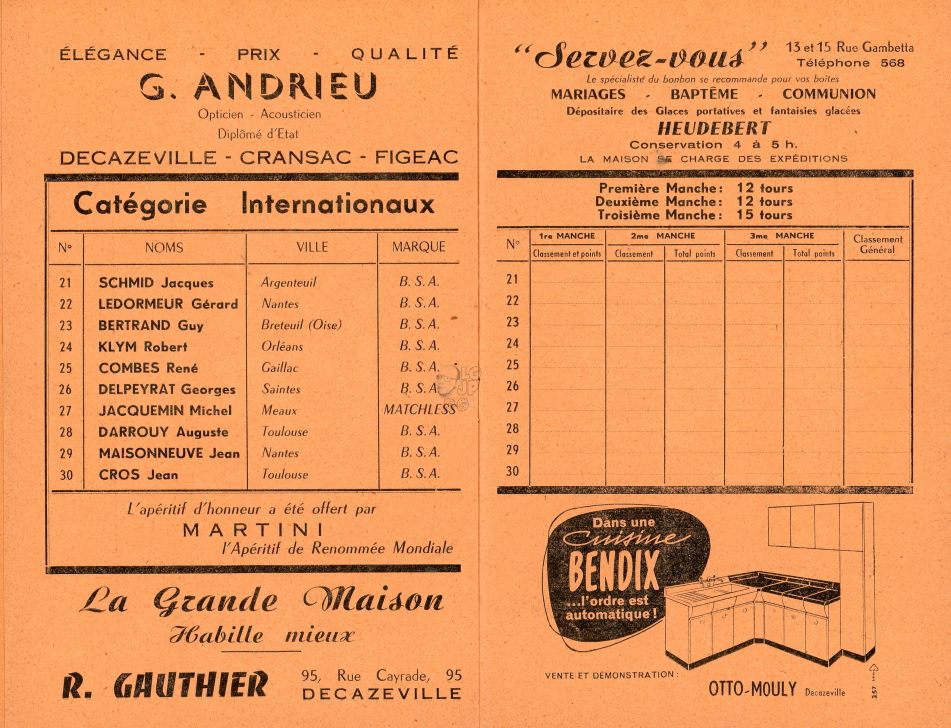 ÉLÉGANCE - PRIX - QUALITÉ
G. ANDRIEU
Opticien - Acousticien
Diplômé d'Etat
DECAZEVILLE - CRANSAC - FIGEAC
Catégorie Internationaux
N° NOMS VILLE MARQUE
21 SCHMID Jacques Argenteuil B. S. A.
22 LEDORMEUR Gérard Nantes B. S. A.
23 BERTRAND Guy Breteuil (Oise) B. S. A.
24 KLYM Robert Orléans B. S. A.
25 COMBES René Gaillac B. S. A.
26 DELPEYRAT Georges Saintes B. S. A.
27 JACQUEMIN Michel Meaux MATCHLESS
28 DARROUY Auguste Toulouse B. S. A.
29 MAISONNEUVE Jean Nantes B. S. A.
30 CROS Jean Toulouse B. S. A.
L'apéritif d'honneur a été offert par
MARTINI
l'Apéritif de Renommée Mondiale
La Grande Maison
Habille mieux
R. GAUTHIER
95, Rue Cayrade, 95
DECAZEVILLE
"Servez-vous"
13 et 15 Rue Gambetta
Téléphone 568
Le spécialiste du bonbon se recommande pour vos boites
MARIAGES - BAPTÊME - COMMUNION
Dépositaire des Glaces portatives et fantaisies glacées
HEUDEBERT
Conservation 4 à 5 h.
LA MAISON SE CHARGE DES EXPÉDITIONS
Première Manche : 12 tours
Deuxième Manche : 12 tours
Troisième Manche : 15 tours
N° 1re MANCHE 2me MANCHE 3me MANCHE Classement Général
Classement et points Classement Total points Classement Total points
21
22
23
24
25
26
27
28
29
30
Dans une
Cuisine
BENDIX
...l'ordre est
automatique !
VENTE ET DÉMONSTRATION :
OTTO-MOULY Decazeville
257